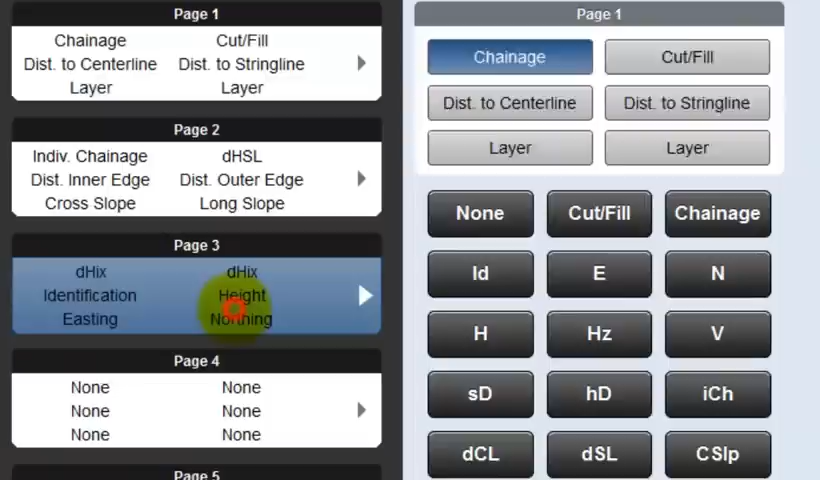 Page 1
Chainage Cut/Fill
Dist. to Centerline Dist. to Stringline
Layer Layer
Page 2
Indiv. Chainage dHSL
Dist. Inner Edge Dist. Outer Edge
Cross Slope Long Slope
Page 3
dHix dHix
Identification Height
Easting Northing
Page 4
None None
None None
None None
Page 5
Page 1
Chainage Cut/Fill
Dist. to Centerline Dist. to Stringline
Layer Layer
None Cut/Fill Chainage
Id E N
H Hz V
sD hD iCh
dCL dSL CSlp